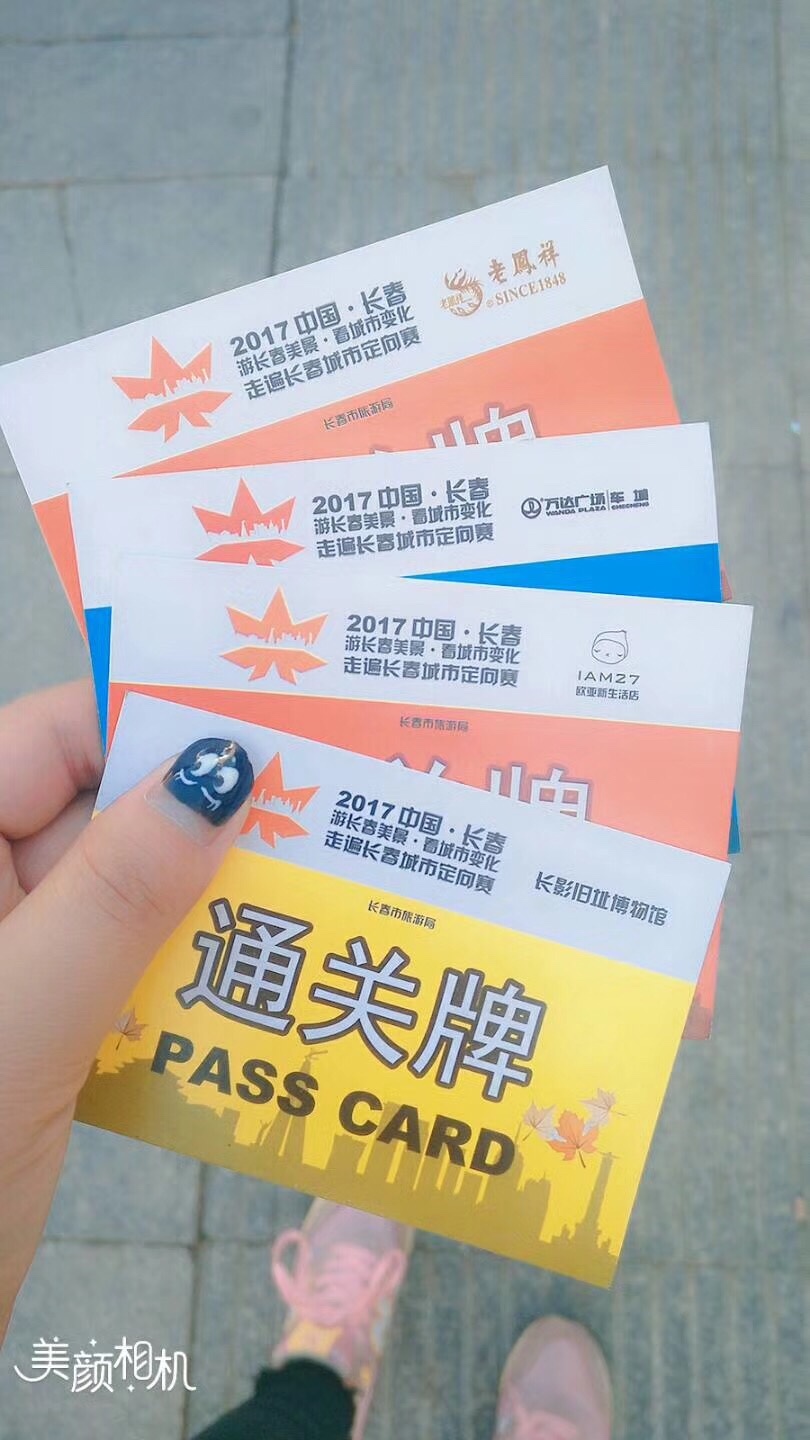 2017 中国·长春
游长春美景·看城市变化
走遍长春城市定向赛
老鳳祥
©SINCE1848
长春市旅游局
牌
2017 中国·长春
游长春美景·看城市变化
走遍长春城市定向赛
万达广场 车城
WANDA PLAZA CHECHENG
2017 中国·长春
游长春美景·看城市变化
走遍长春城市定向赛
IAM27
欧亚新生活店
长春市旅游局
牌
2017 中国·长春
游长春美景·看城市变化
走遍长春城市定向赛
长影旧址博物馆
长春市旅游局
通关牌
PASS CARD
美颜相机